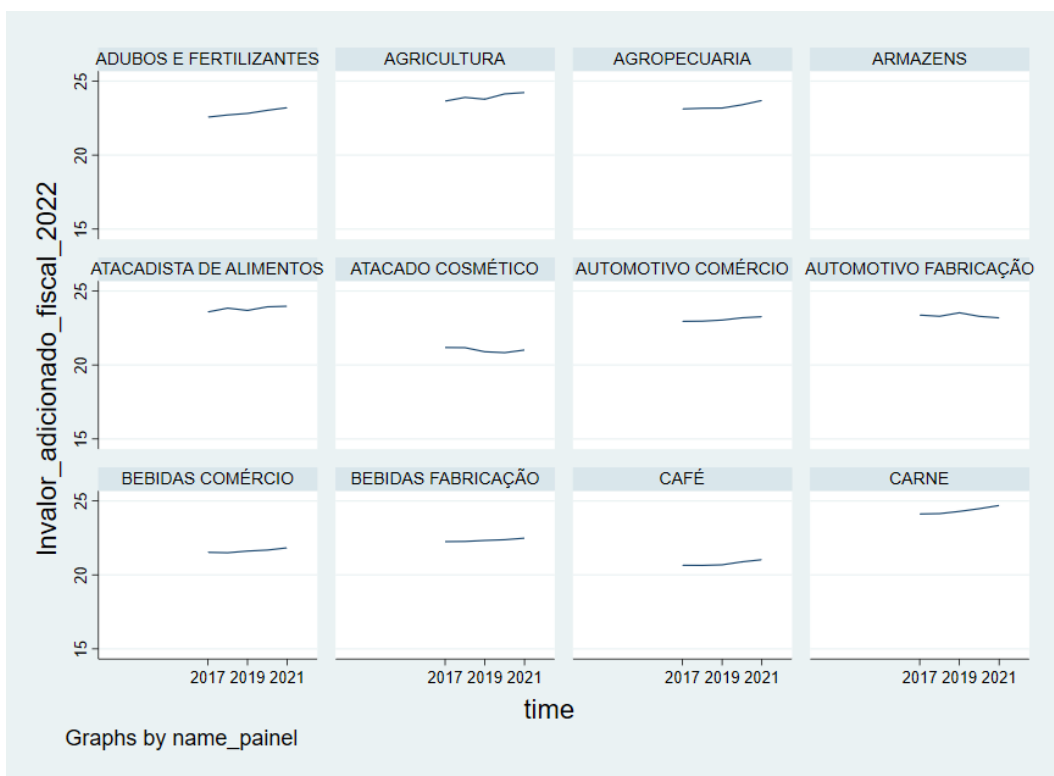 ADUBOS E FERTILIZANTES AGRICULTURA AGROPECUARIA ARMAZENS
25
20
15
ATACADISTA DE ALIMENTOS ATACADO COSMÉTICO AUTOMOTIVO COMÉRCIO AUTOMOTIVO FABRICAÇÃO
25
20
15
BEBIDAS COMÉRCIO BEBIDAS FABRICAÇÃO CAFÉ CARNE
25
20
15
lnvalor_adicionado_fiscal_2022
2017 2019 2021 2017 2019 2021 2017 2019 2021 2017 2019 2021
time
Graphs by name_painel